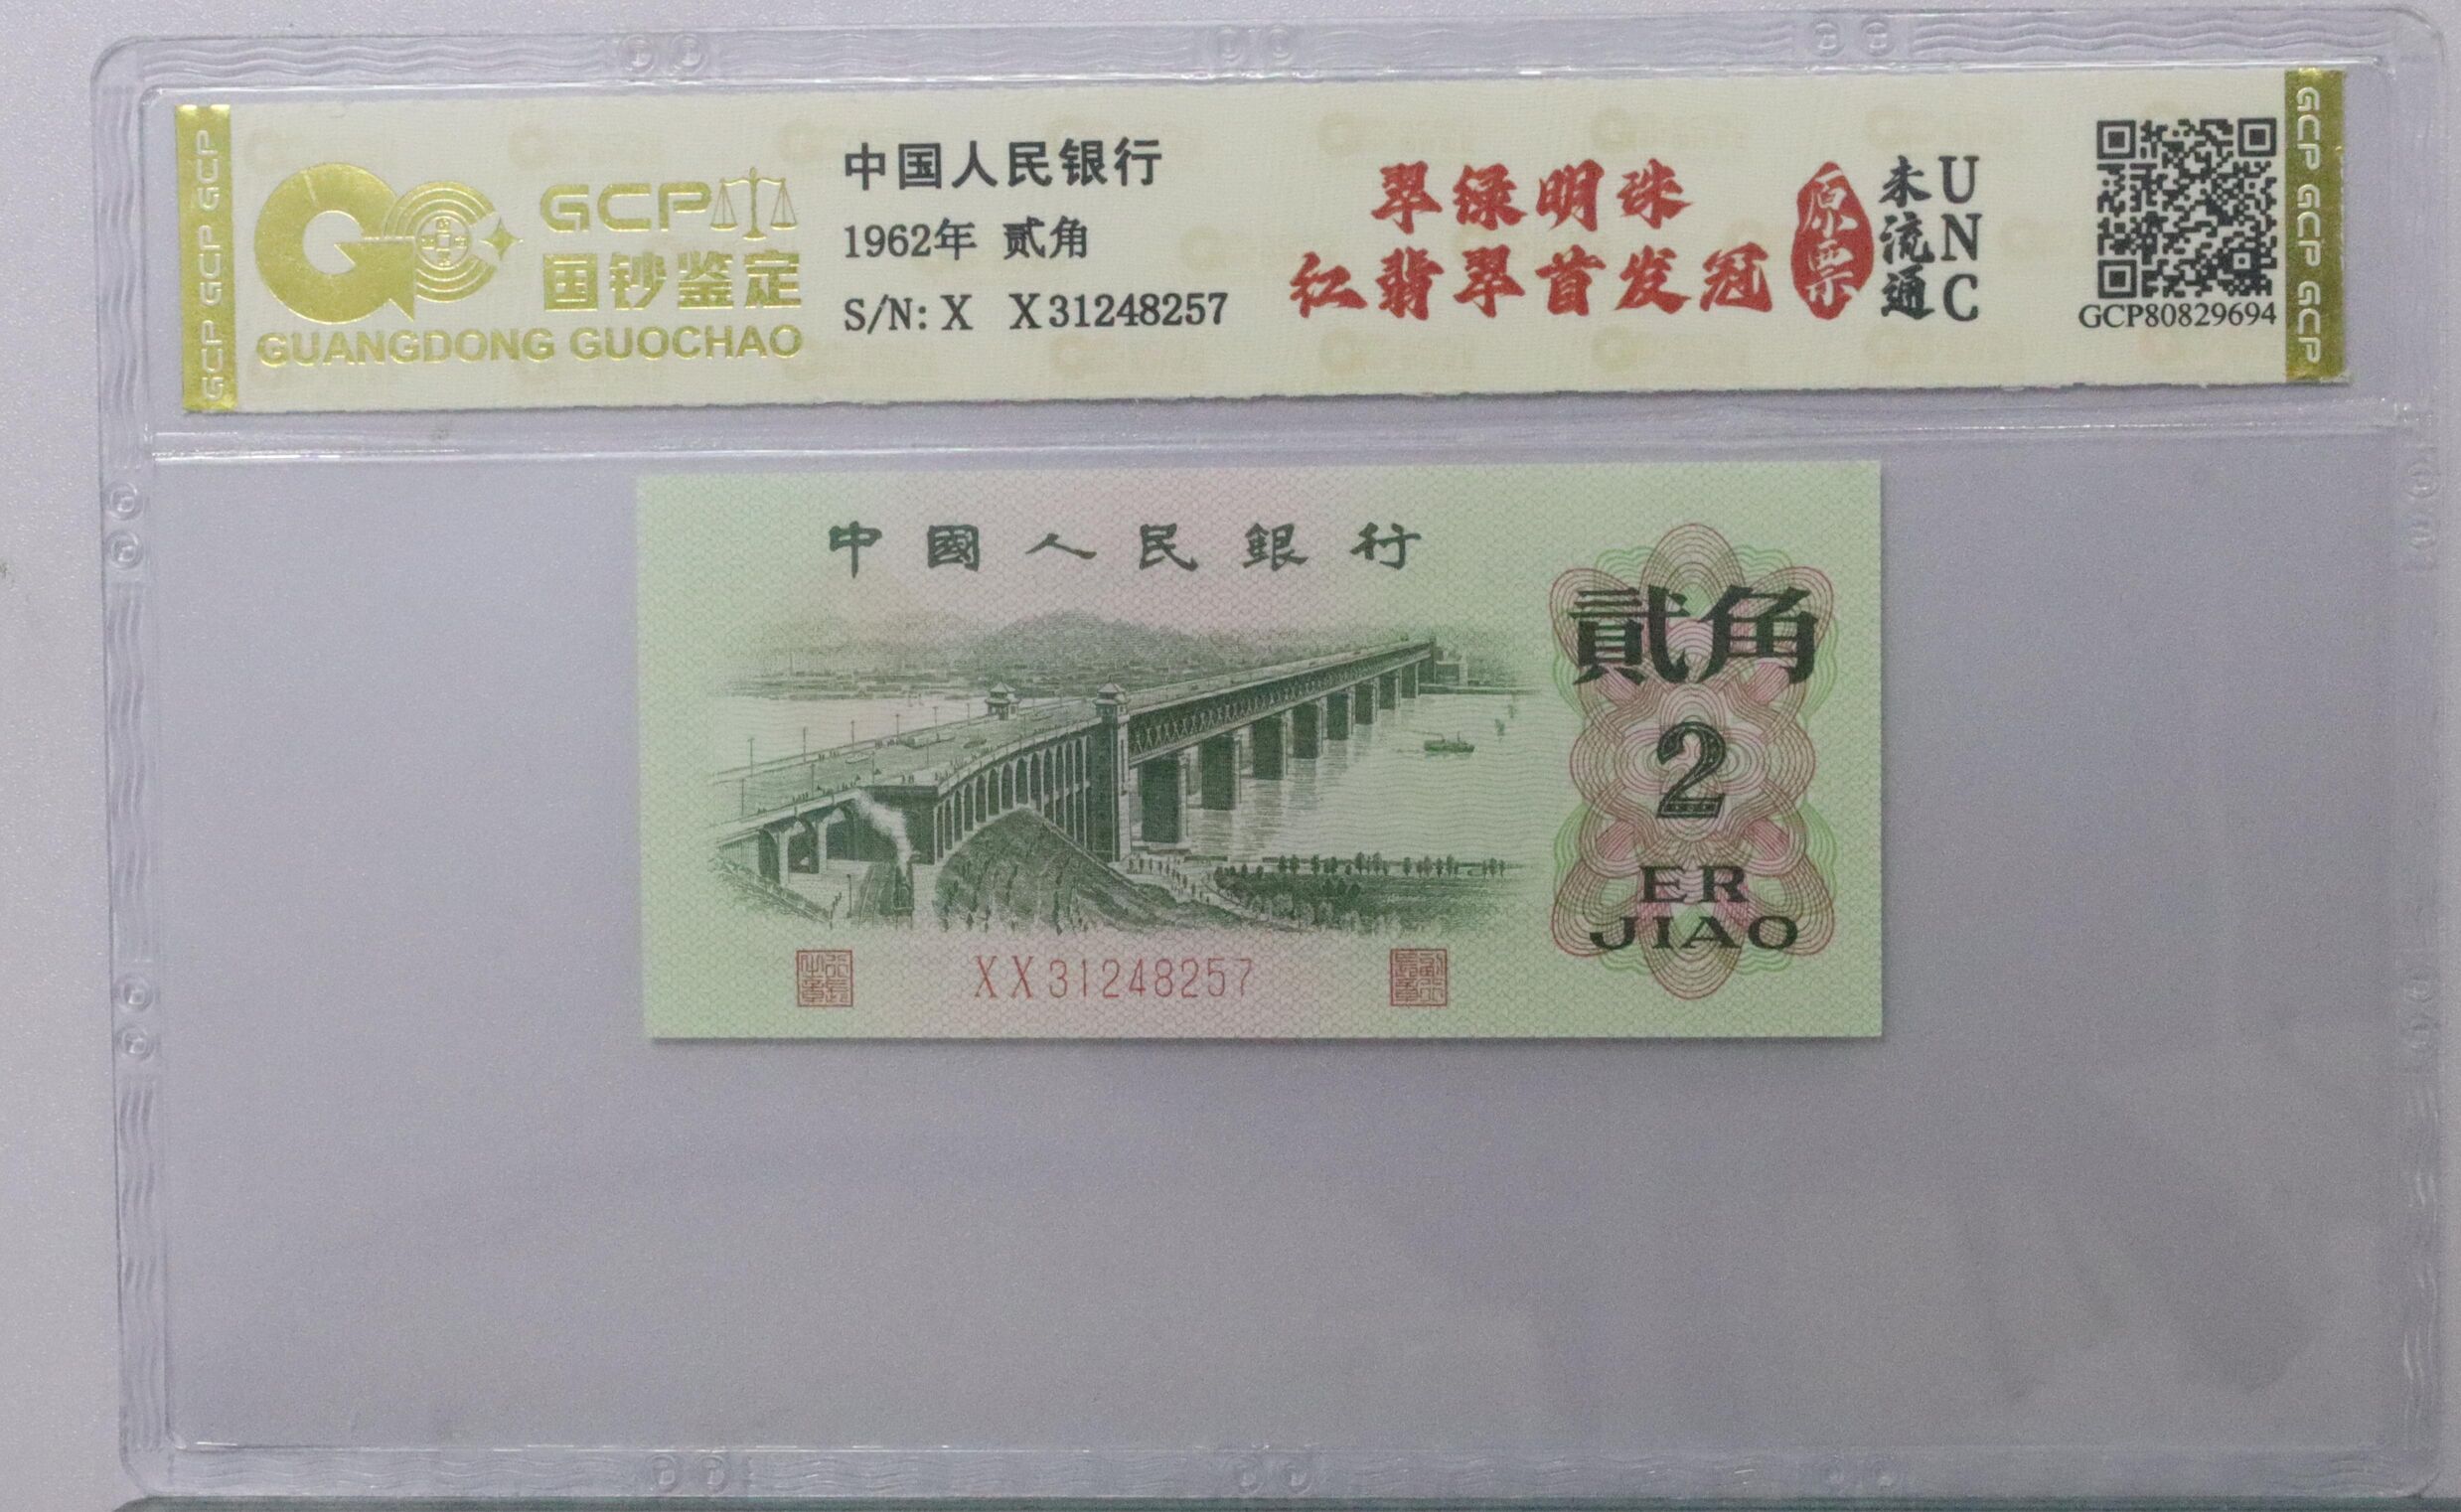 GCP GCP GCP
GCP
国钞鉴定
GUANGDONG GUOCHAO
中国人民银行
1962年 贰角
S/N: X X31248257
翠绿明珠
红翡翠首发冠
原票
未流通
UNC
GCP80829694
GCP GCP GCP
中國人民銀行
貳角
2
ER
JIAO
XX31248257